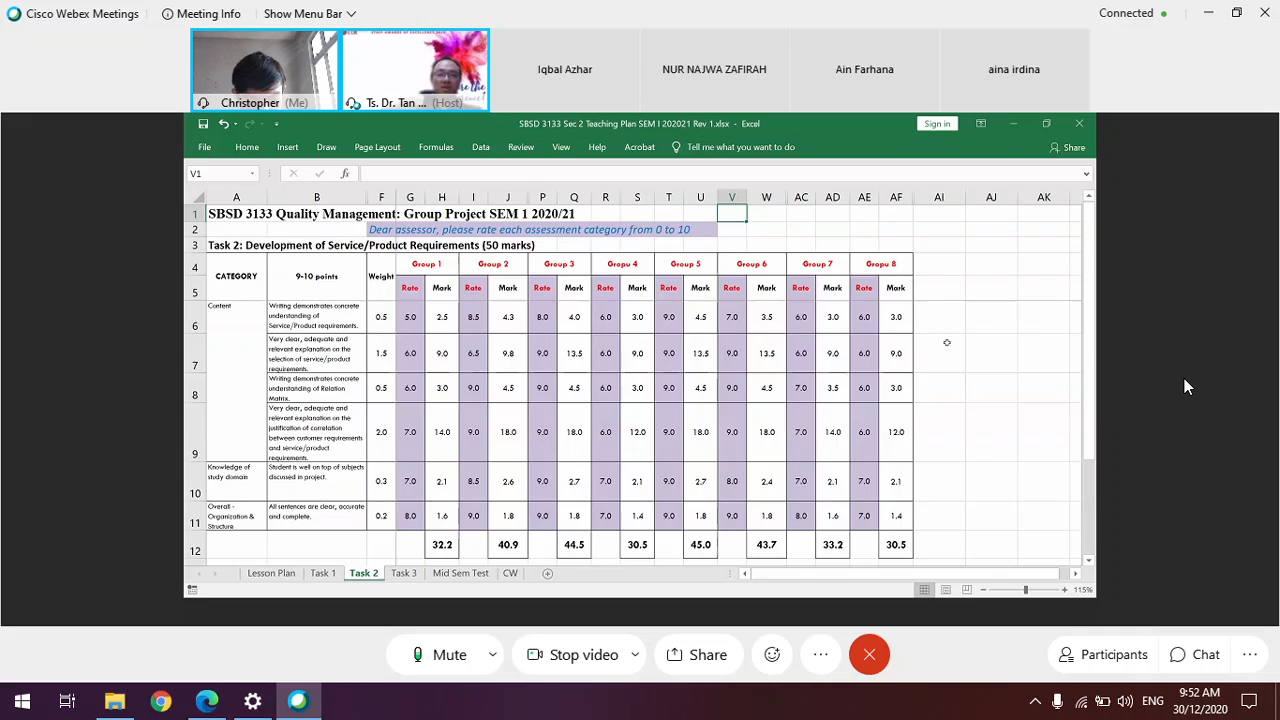 Cisco Webex Meetings Meeting Info Show Menu Bar Connected
Christopher (Me) Ts. Dr. Tan ... (Host) Iqbal Azhar NUR NAJWA ZAFIRAH Ain Farhana aina irdina
SBSD 3133 Sec 2 Teaching Plan SEM I 202021 Rev 1.xlsx - Excel Sign in
File Home Insert Draw Page Layout Formulas Data Review View Help Acrobat Tell me what you want to do Share
V1 fx
A B F G H I J P Q R S T U V W AC AD AE AF AI AJ AK
1 SBSD 3133 Quality Management: Group Project SEM 1 2020/21
2 Dear assessor, please rate each assessment category from 0 to 10
3 Task 2: Development of Service/Product Requirements (50 marks)
4 CATEGORY 9-10 points Weight Group 1 Group 2 Group 3 Gropu 4 Group 5 Group 6 Group 7 Gropu 8
5 Rate Mark Rate Mark Rate Mark Rate Mark Rate Mark Rate Mark Rate Mark Rate Mark
Content Writing demonstrates concrete
understanding of
Service/Product requirements.
6 0.5 5.0 2.5 8.5 4.3 8.0 4.0 6.0 3.0 9.0 4.5 7.0 3.5 6.0 3.0 6.0 3.0
Very clear, adequate and
relevant explanation on the
selection of service/product
requirements.
7 1.5 6.0 9.0 6.5 9.8 9.0 13.5 6.0 9.0 9.0 13.5 9.0 13.5 6.0 9.0 6.0 9.0
Writing demonstrates concrete
understanding of Relation
Matrix.
8 0.5 6.0 3.0 9.0 4.5 9.0 4.5 6.0 3.0 9.0 4.5 9.0 4.5 7.0 3.5 6.0 3.0
Very clear, adequate and
relevant explanation on the
justification of correlation
between customer requirements
and service/product
requirements.
9 2.0 7.0 14.0 9.0 18.0 9.0 18.0 6.0 12.0 9.0 18.0 9.0 18.0 7.0 14.0 6.0 12.0
Knowledge of
study domain
Student is well on top of subjects
discussed in project.
10 0.3 7.0 2.1 8.5 2.6 9.0 2.7 7.0 2.1 9.0 2.7 8.0 2.4 7.0 2.1 7.0 2.1
Overall -
Organization &
Structure
All sentences are clear, accurate
and complete.
11 0.2 8.0 1.6 9.0 1.8 9.0 1.8 7.0 1.4 9.0 1.8 9.0 1.8 8.0 1.6 7.0 1.4
12 32.2 40.9 44.5 30.5 45.0 43.7 33.2 30.5
Lesson Plan Task 1 Task 2 Task 3 Mid Sem Test CW
115%
Mute Stop video Share Participants Chat
ENG 9:52 AM
30/12/2020